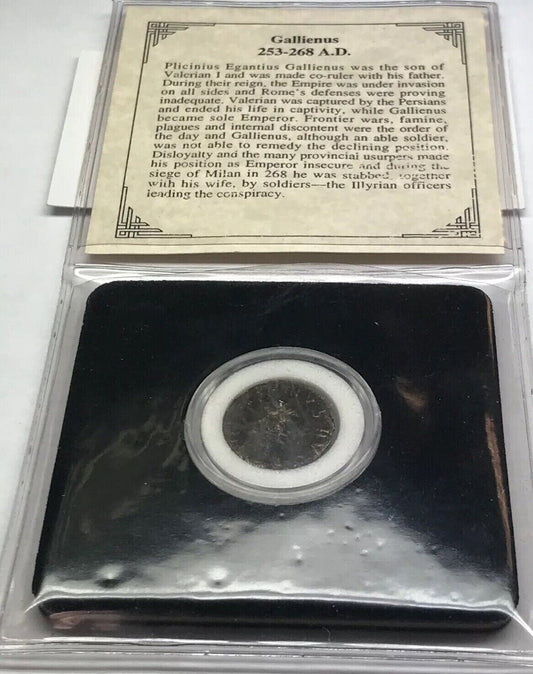 Gallienus
253-268 A.D.
Plicinius Egantius Gallienus was the son of
Valerian I and was made co-ruler with his father.
During their reign, the Empire was under invasion
on all sides and Rome's defenses were proving
inadequate. Valerian was captured by the Persians
and ended his life in captivity, while Gallienus
became sole Emperor. Frontier wars, famine,
plagues and internal discontent were the order of
the day and Gallienus, although an able soldier,
was not able to remedy the declining position.
Disloyalty and the many provincial usurpers made
his position as Emperor insecure and during the
siege of Milan in 268 he was stabbed, together
with his wife, by soldiers—the Illyrian officers
leading the conspiracy.